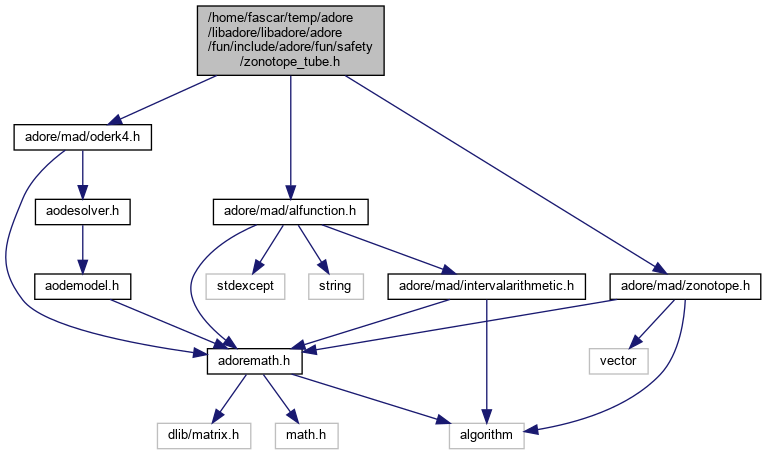 /home/fascar/temp/adore
/libadore/libadore/adore
/fun/include/adore/fun/safety
/zonotope_tube.h
adore/mad/oderk4.h
aodesolver.h
adore/mad/alfunction.h
aodemodel.h
stdexcept
string
adore/mad/intervalarithmetic.h
adore/mad/zonotope.h
adoremath.h
vector
dlib/matrix.h
math.h
algorithm